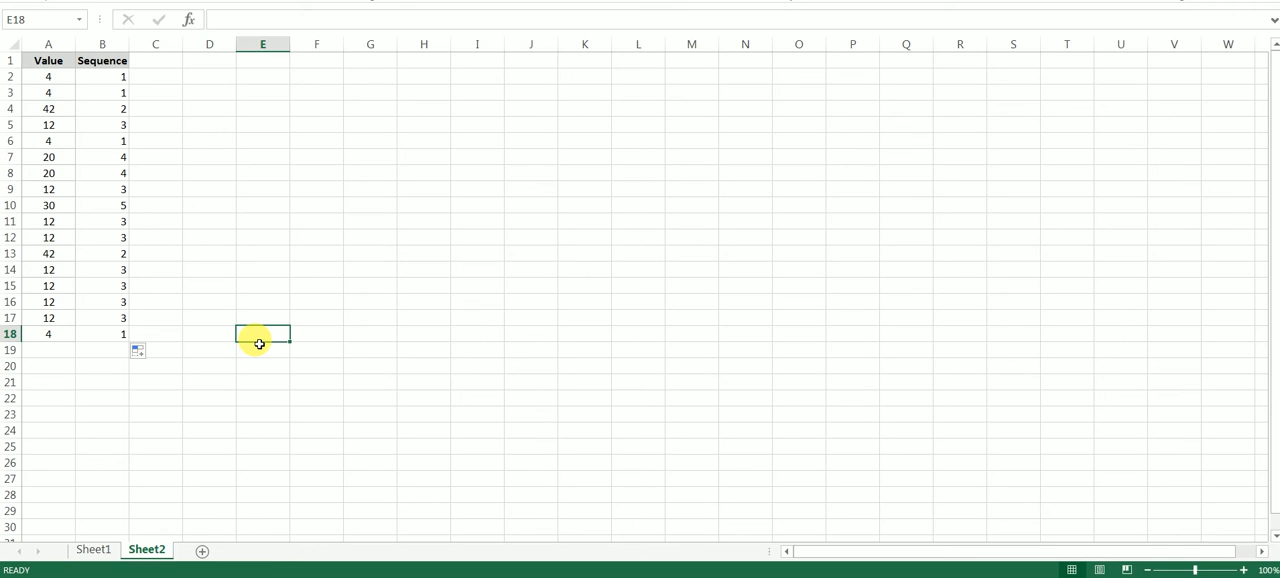 E18
fx
A B C D E F G H I J K L M N O P Q R S T U V W
1 Value Sequence
2 4 1
3 4 1
4 42 2
5 12 3
6 4 1
7 20 4
8 20 4
9 12 3
10 30 5
11 12 3
12 12 3
13 42 2
14 12 3
15 12 3
16 12 3
17 12 3
18 4 1
19
20
21
22
23
24
25
26
27
28
29
30
Sheet1 Sheet2
READY 100%